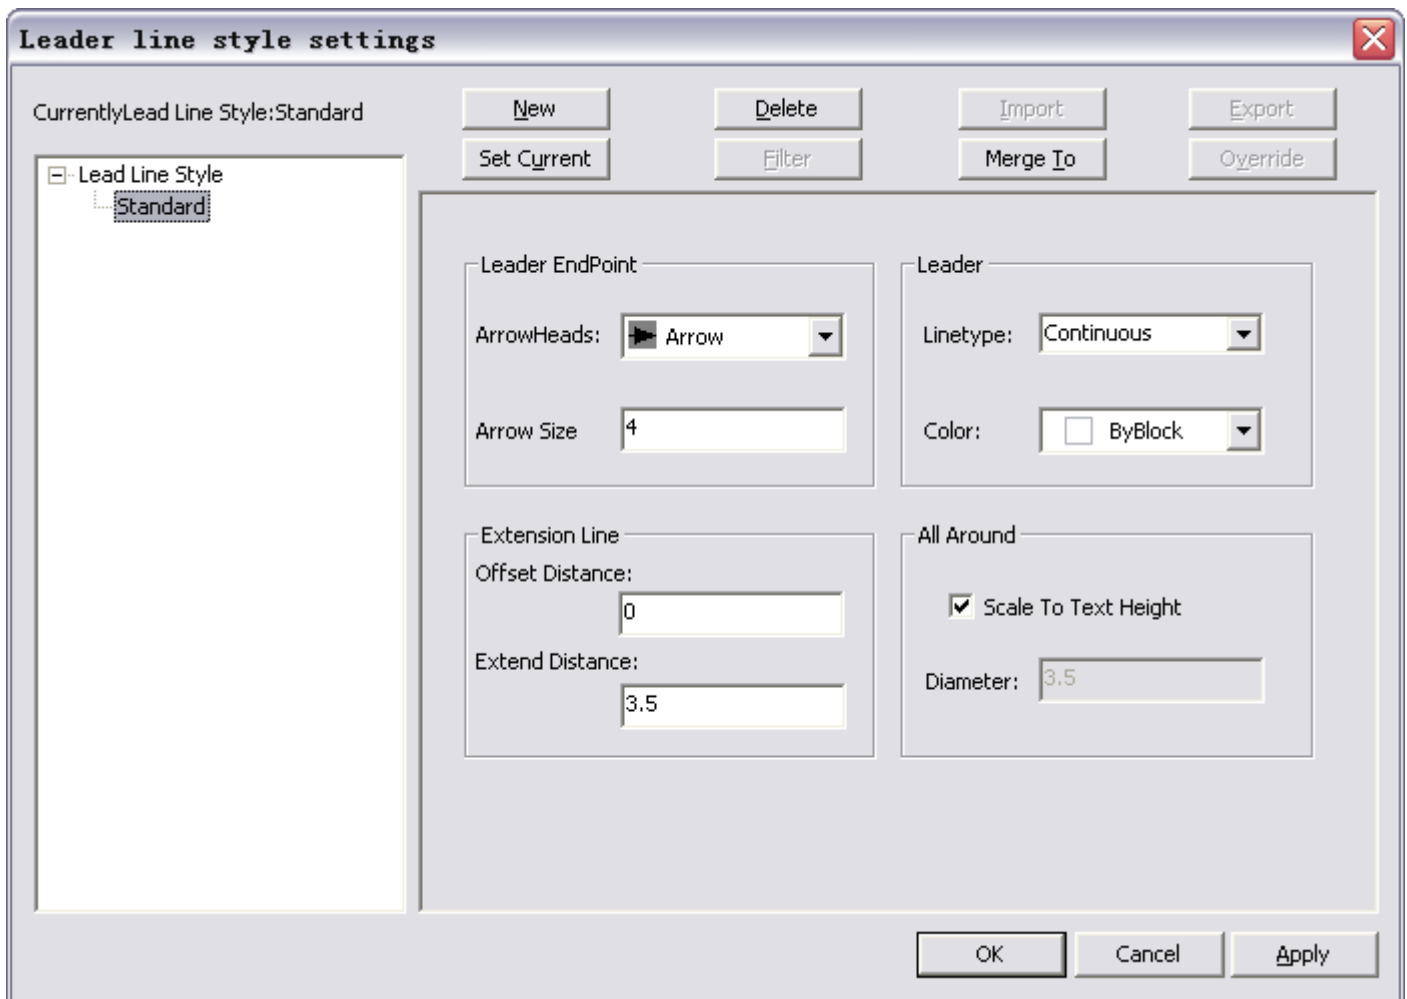 Leader line style settings
CurrentlyLead Line Style:Standard
New
Delete
Import
Export
Set Current
Filter
Merge To
Override
Lead Line Style
Standard
Leader EndPoint
ArrowHeads:
Arrow
Arrow Size
4
Leader
Linetype:
Continuous
Color:
ByBlock
Extension Line
Offset Distance:
0
Extend Distance:
3.5
All Around
Scale To Text Height
Diameter:
3.5
OK
Cancel
Apply